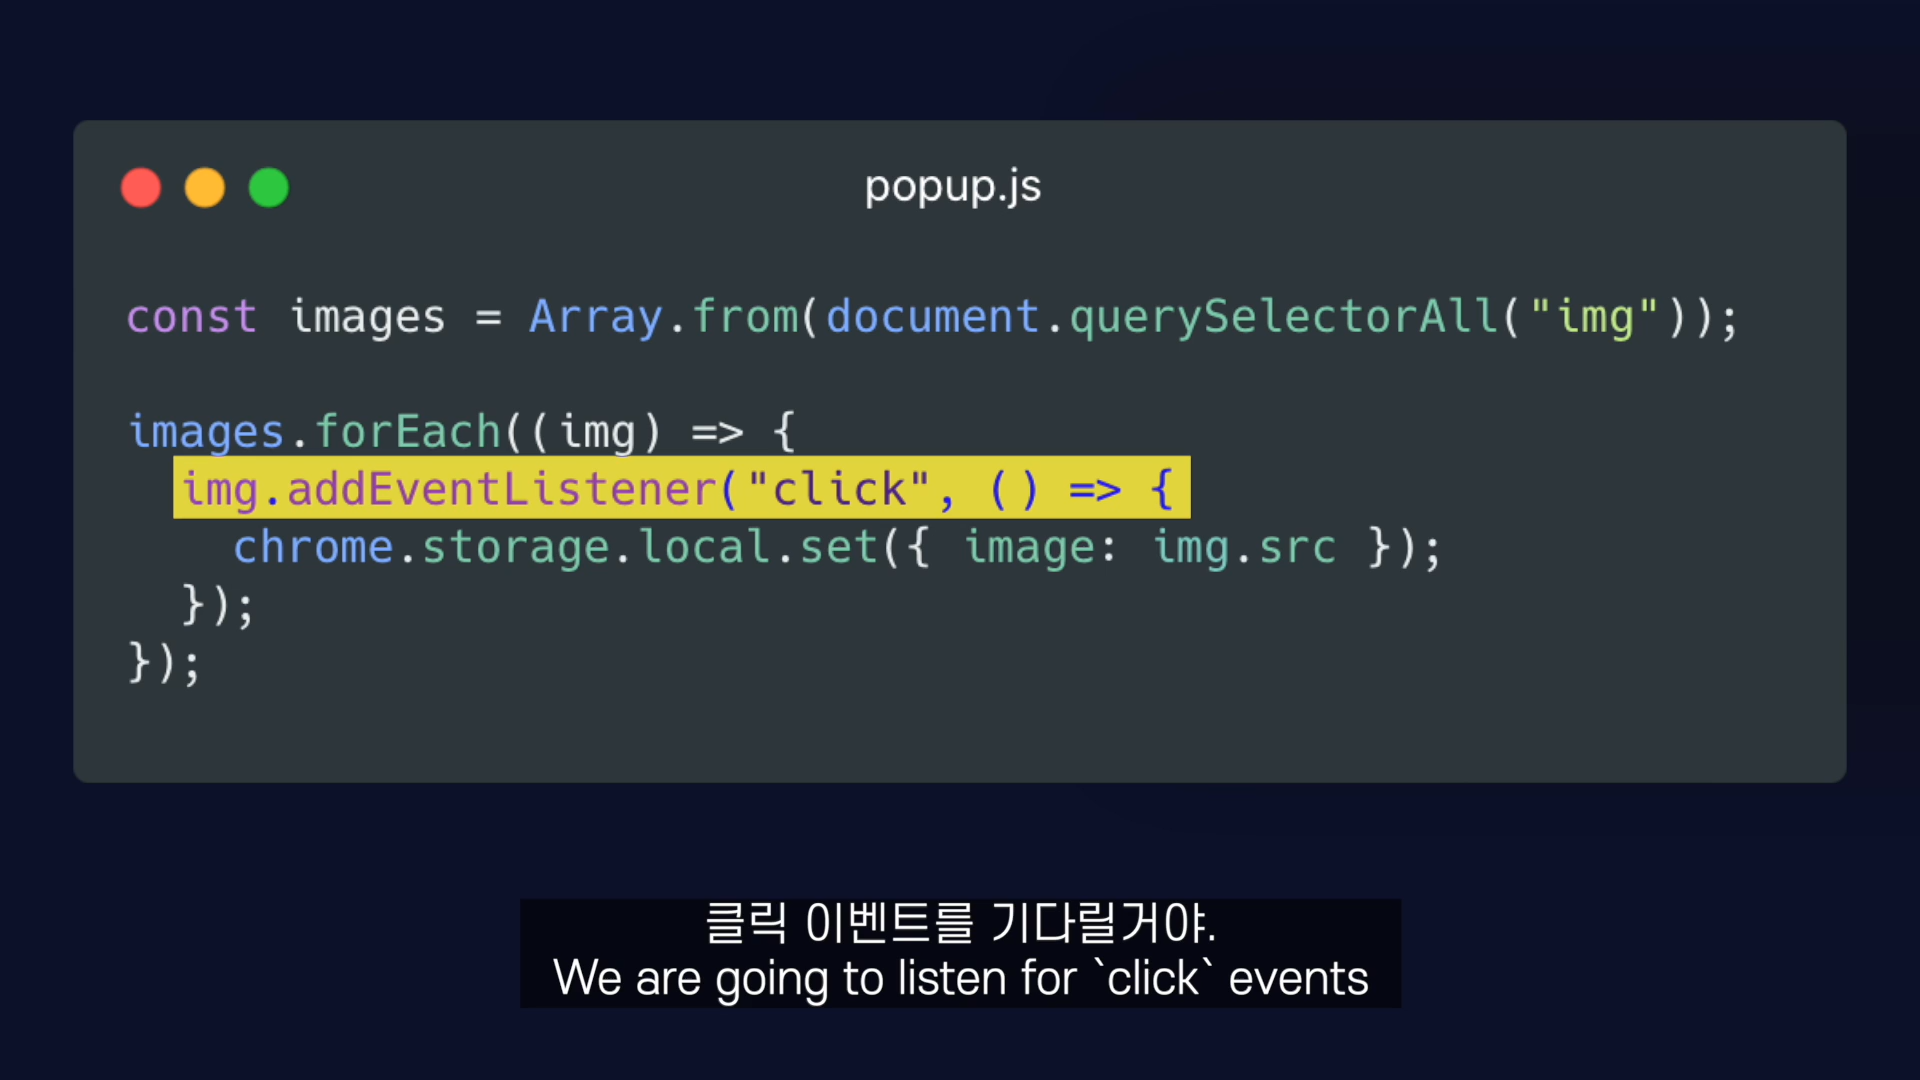 popup.js
const images = Array.from(document.querySelectorAll("img"));
images.forEach((img) => {
  img.addEventListener("click", () => {
    chrome.storage.local.set({ image: img.src });
  });
});
클릭 이벤트를 기다릴거야.
We are going to listen for `click` events